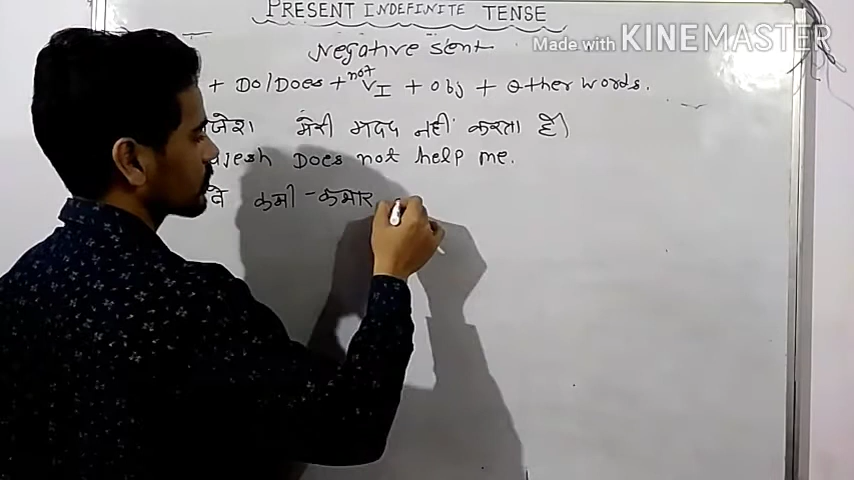 PRESENT INDEFINITE TENSE
Made with KINEMASTER
Negative Sent
+ Do/Does + not VI + obj + Other words.
मेरी मदद नहीं करता है।
Does not help me.
वे कभी - कभार